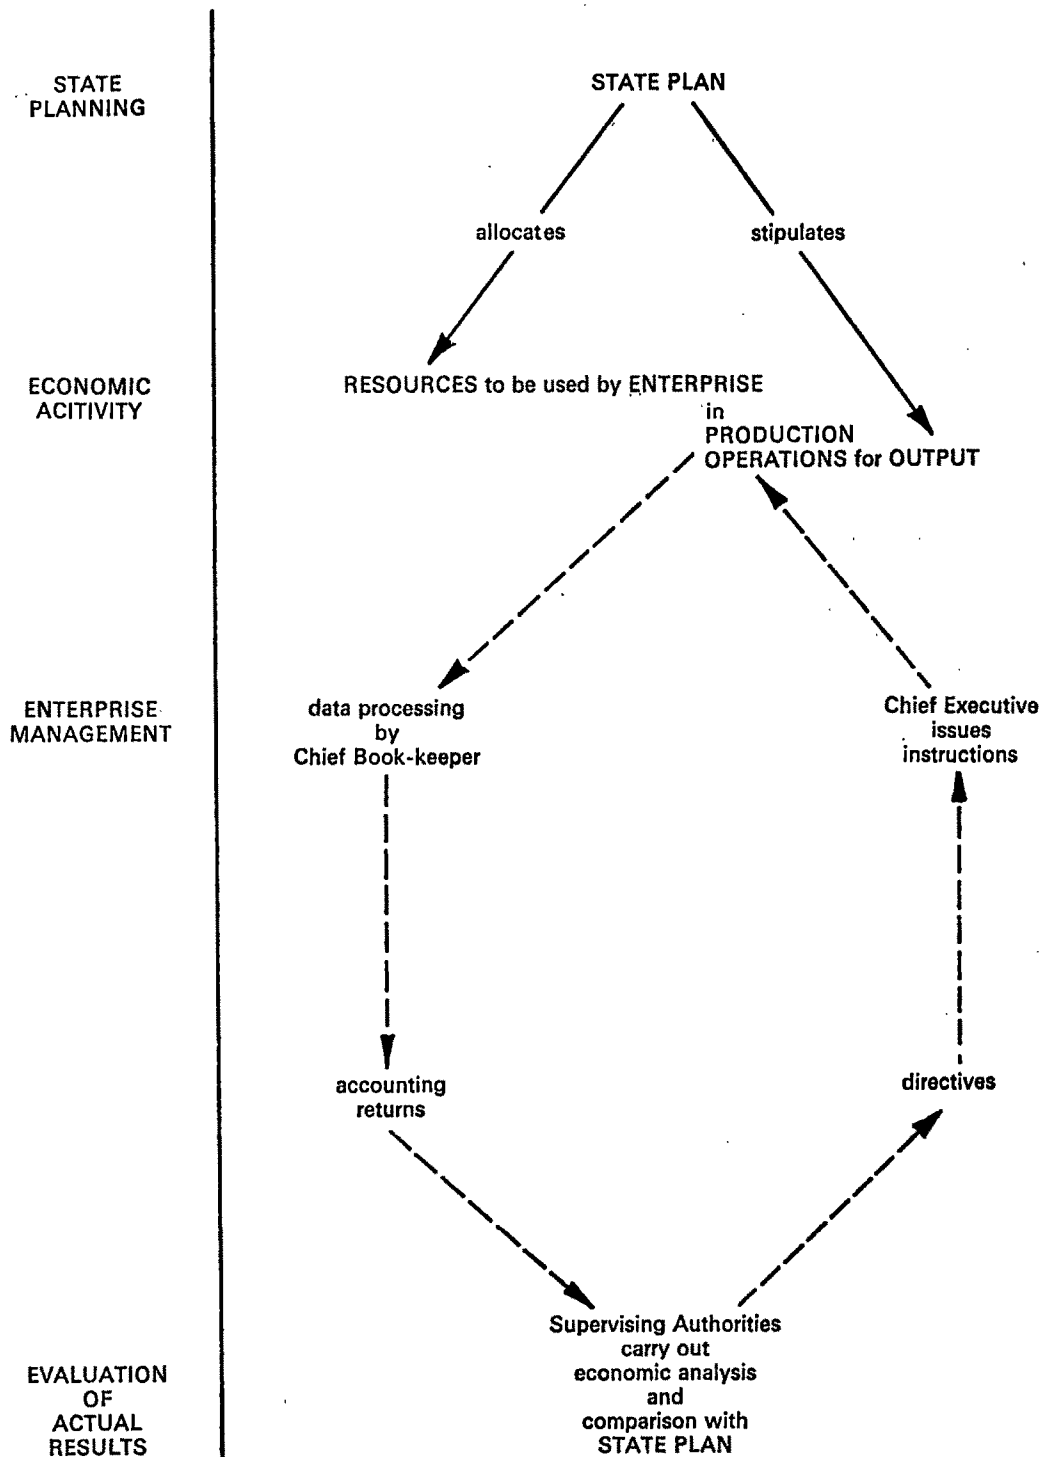 STATE
PLANNING
STATE PLAN
allocates
stipulates
ECONOMIC
ACITIVITY
RESOURCES to be used by ENTERPRISE
in
PRODUCTION
OPERATIONS for OUTPUT
ENTERPRISE
MANAGEMENT
data processing
by
Chief Book-keeper
Chief Executive
issues
instructions
accounting
returns
directives
Supervising Authorities
carry out
economic analysis
and
comparison with
STATE PLAN
EVALUATION
OF
ACTUAL
RESULTS